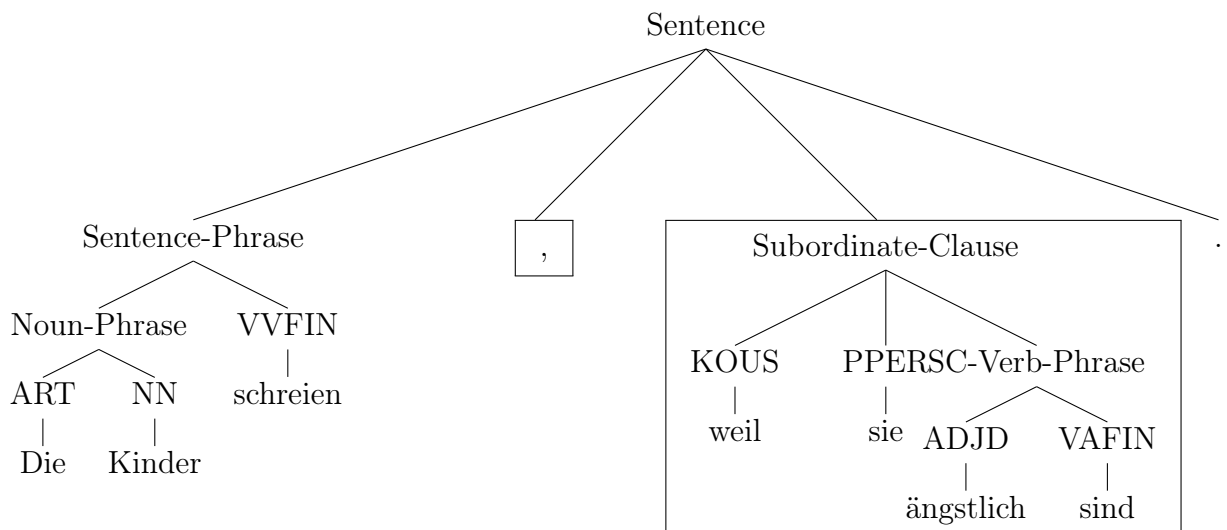 Sentence
Sentence-Phrase , Subordinate-Clause .
Noun-Phrase VVFIN KOUS PPERSC-Verb-Phrase
ART NN schreien weil sie ADJD VAFIN
Die Kinder ängstlich sind